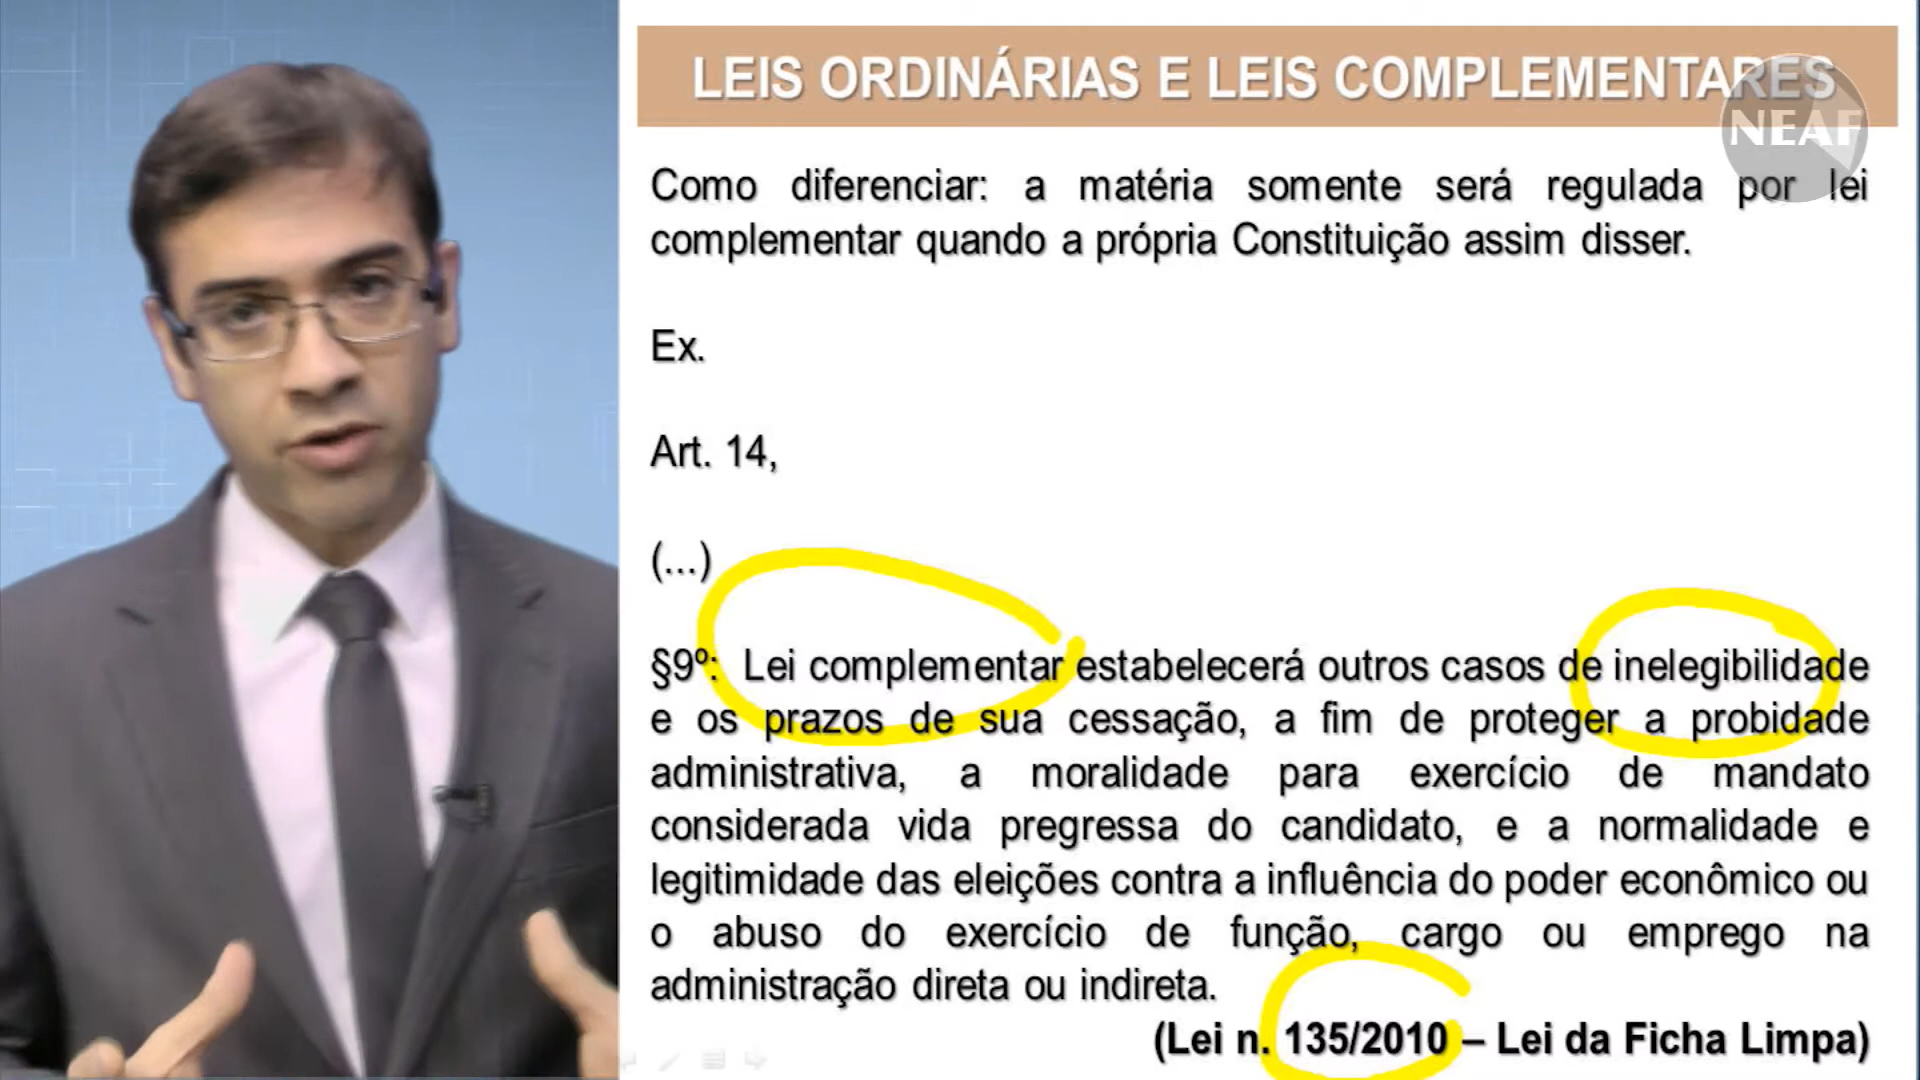 LEIS ORDINÁRIAS E LEIS COMPLEMENTARES
NEAF
Como diferenciar: a matéria somente será regulada por lei
complementar quando a própria Constituição assim disser.
Ex.
Art. 14,
(...)
§9º: Lei complementar estabelecerá outros casos de inelegibilidade
e os prazos de sua cessação, a fim de proteger a probidade
administrativa, a moralidade para exercício de mandato
considerada vida pregressa do candidato, e a normalidade e
legitimidade das eleições contra a influência do poder econômico ou
o abuso do exercício de função, cargo ou emprego na
administração direta ou indireta.
(Lei n. 135/2010 – Lei da Ficha Limpa)